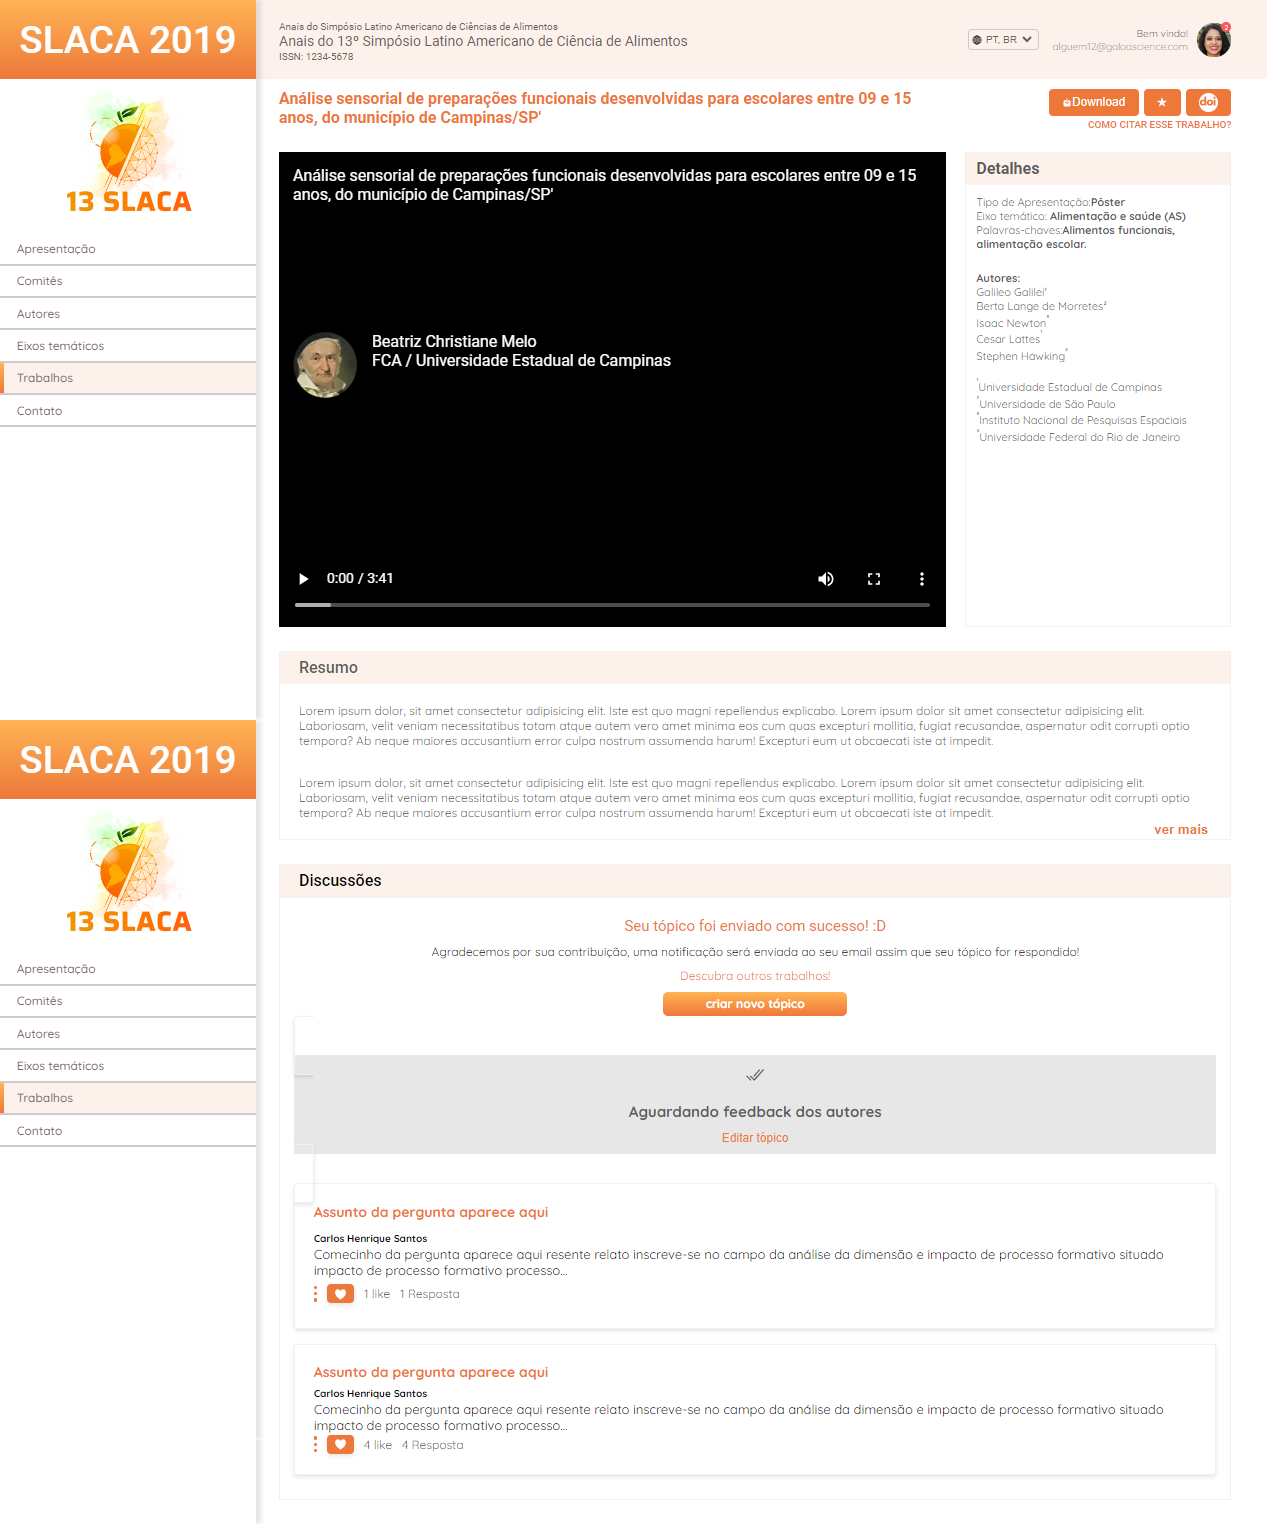 SLACA 2019
13 SLACA
Apresentação
Comitês
Autores
Eixos temáticos
Trabalhos
Contato
SLACA 2019
13 SLACA
Apresentação
Comitês
Autores
Eixos temáticos
Trabalhos
Contato
Anais do Simpósio Latino Americano de Ciências de Alimentos
Anais do 13º Simpósio Latino Americano de Ciência de Alimentos
ISSN: 1234-5678
PT, BR
Bem vindo!
alguem12@galoascience.com
2
Análise sensorial de preparações funcionais desenvolvidas para escolares entre 09 e 15
anos, do município de Campinas/SP'
Download
doi
COMO CITAR ESSE TRABALHO?
Análise sensorial de preparações funcionais desenvolvidas para escolares entre 09 e 15
anos, do município de Campinas/SP'
Beatriz Christiane Melo
FCA / Universidade Estadual de Campinas
0:00 / 3:41
Detalhes
Tipo de Apresentação:Pôster
Eixo temático: Alimentação e saúde (AS)
Palavras-chaves:Alimentos funcionais,
alimentação escolar.
Autores:
Galileo Galilei¹
Berta Lange de Morretes²
Isaac Newton³
Cesar Lattes¹
Stephen Hawking⁴
¹Universidade Estadual de Campinas
²Universidade de São Paulo
³Instituto Nacional de Pesquisas Espaciais
⁴Universidade Federal do Rio de Janeiro
Resumo
Lorem ipsum dolor, sit amet consectetur adipisicing elit. Iste est quo magni repellendus explicabo. Lorem ipsum dolor sit amet consectetur adipisicing elit.
Laboriosam, velit veniam necessitatibus totam atque autem vero amet minima eos cum quas excepturi mollitia, fugiat recusandae, aspernatur odit corrupti optio
tempora? Ab neque maiores accusantium error culpa nostrum assumenda harum! Excepturi eum ut obcaecati iste at impedit.
Lorem ipsum dolor, sit amet consectetur adipisicing elit. Iste est quo magni repellendus explicabo. Lorem ipsum dolor sit amet consectetur adipisicing elit.
Laboriosam, velit veniam necessitatibus totam atque autem vero amet minima eos cum quas excepturi mollitia, fugiat recusandae, aspernatur odit corrupti optio
tempora? Ab neque maiores accusantium error culpa nostrum assumenda harum! Excepturi eum ut obcaecati iste at impedit.
ver mais
Discussões
Seu tópico foi enviado com sucesso! :D
Agradecemos por sua contribuição, uma notificação será enviada ao seu email assim que seu tópico for respondido!
Descubra outros trabalhos!
criar novo tópico
Aguardando feedback dos autores
Editar tópico
Assunto da pergunta aparece aqui
Carlos Henrique Santos
Comecinho da pergunta aparece aqui resente relato inscreve-se no campo da análise da dimensão e impacto de processo formativo situado
impacto de processo formativo processo...
1 like 1 Resposta
Assunto da pergunta aparece aqui
Carlos Henrique Santos
Comecinho da pergunta aparece aqui resente relato inscreve-se no campo da análise da dimensão e impacto de processo formativo situado
impacto de processo formativo processo...
4 like 4 Resposta